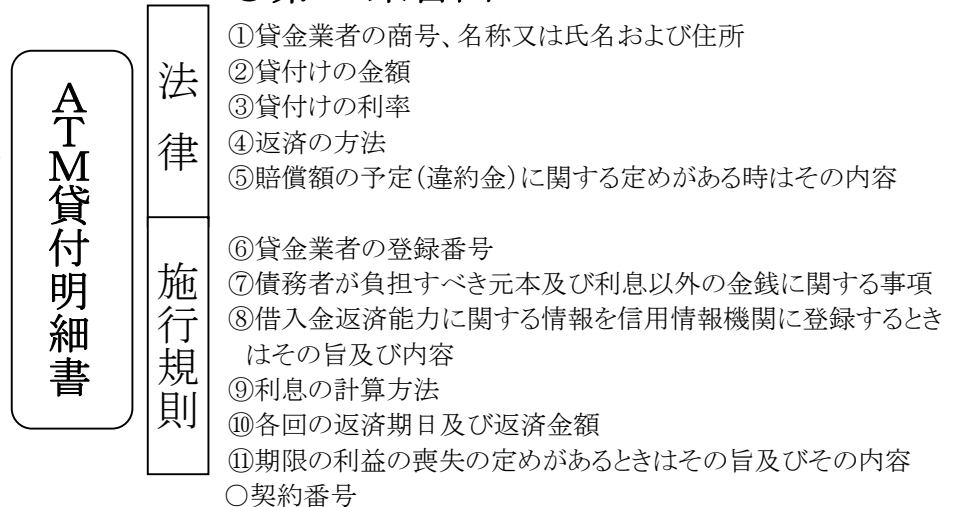 ATM貸付明細書
法律
①貸金業者の商号、名称又は氏名および住所
②貸付けの金額
③貸付けの利率
④返済の方法
⑤賠償額の予定(違約金)に関する定めがある時はその内容
施行規則
⑥貸金業者の登録番号
⑦債務者が負担すべき元本及び利息以外の金銭に関する事項
⑧借入金返済能力に関する情報を信用情報機関に登録するとき
はその旨及び内容
⑨利息の計算方法
⑩各回の返済期日及び返済金額
⑪期限の利益の喪失の定めがあるときはその旨及びその内容
○契約番号